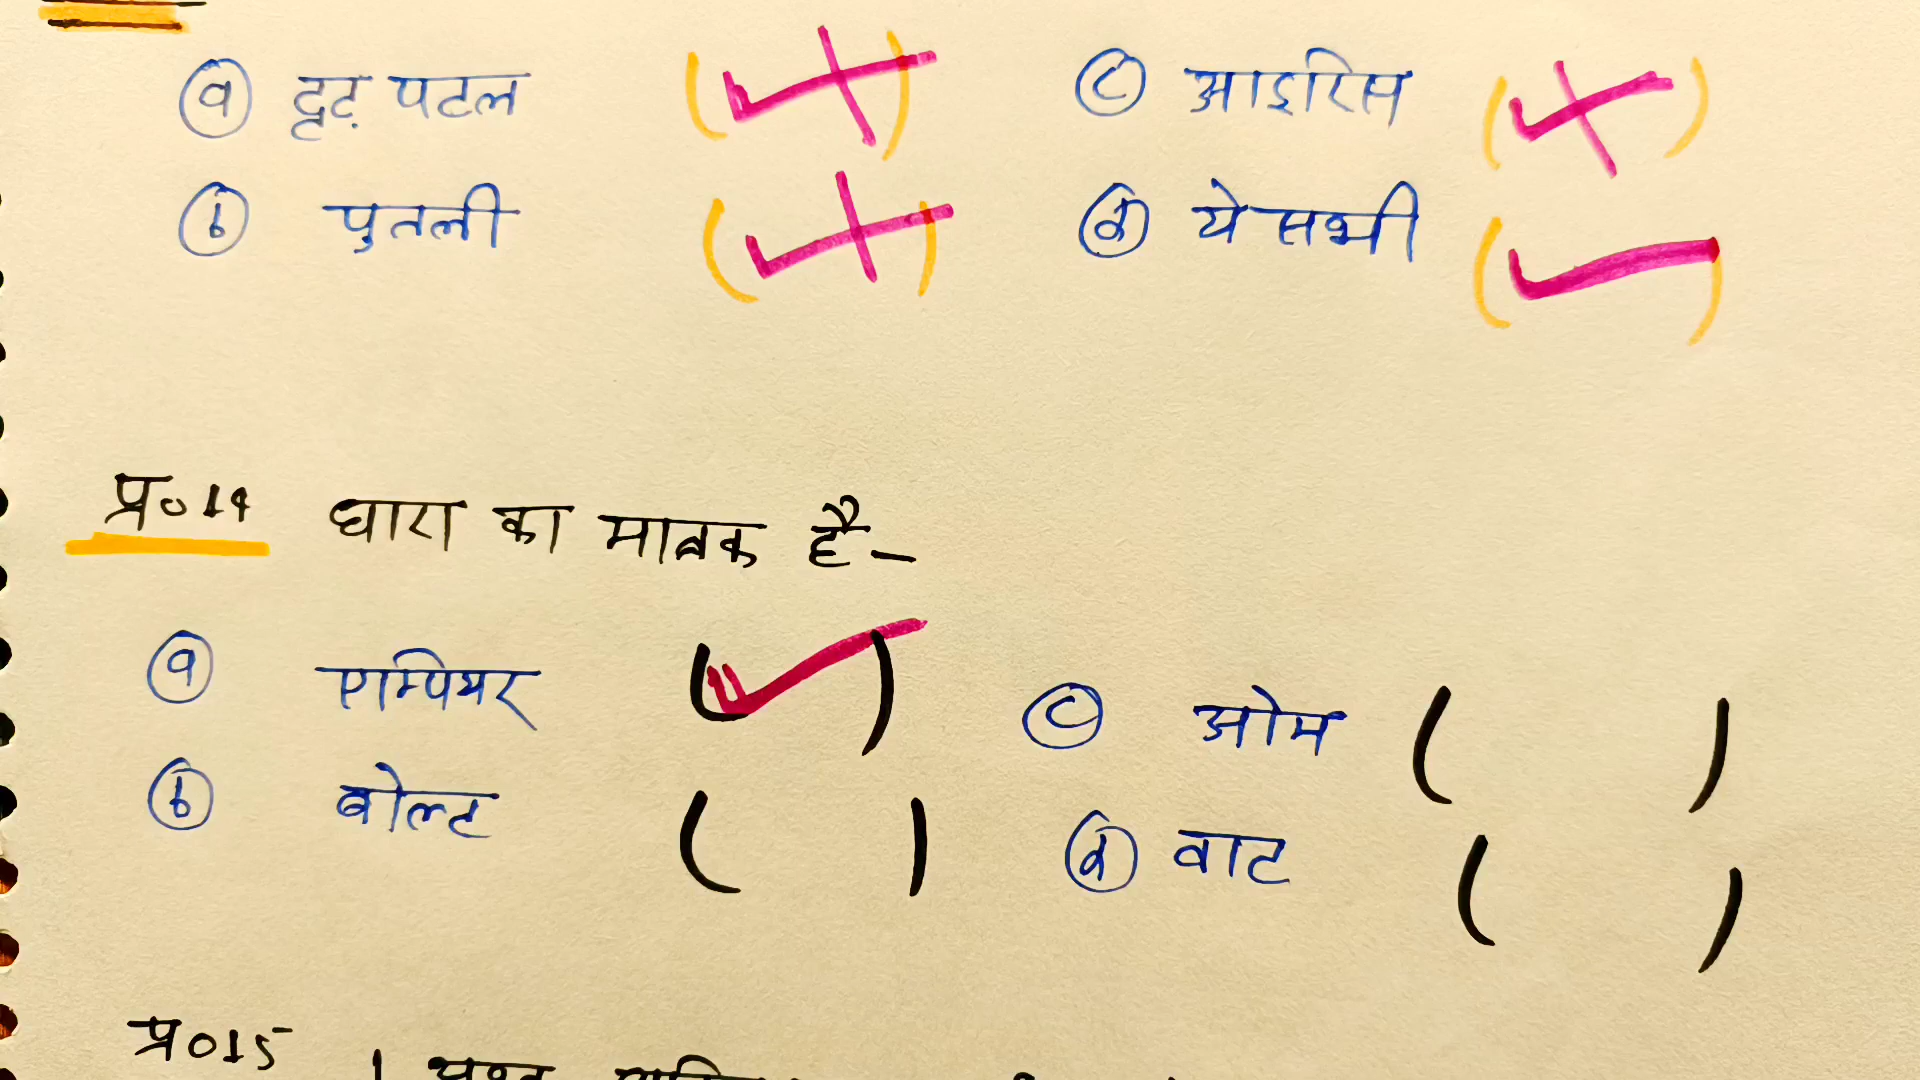 (a) दृढ़ पटल ( ) (c) आइरिस ( )
(b) पुतली ( ) (d) ये सभी (✓)
प्र० 14 धारा का मात्रक है-
(a) एम्पियर (✓)
(c) ओम ( )
(b) बोल्ट ( )
(d) वाट ( )
प्र० 15